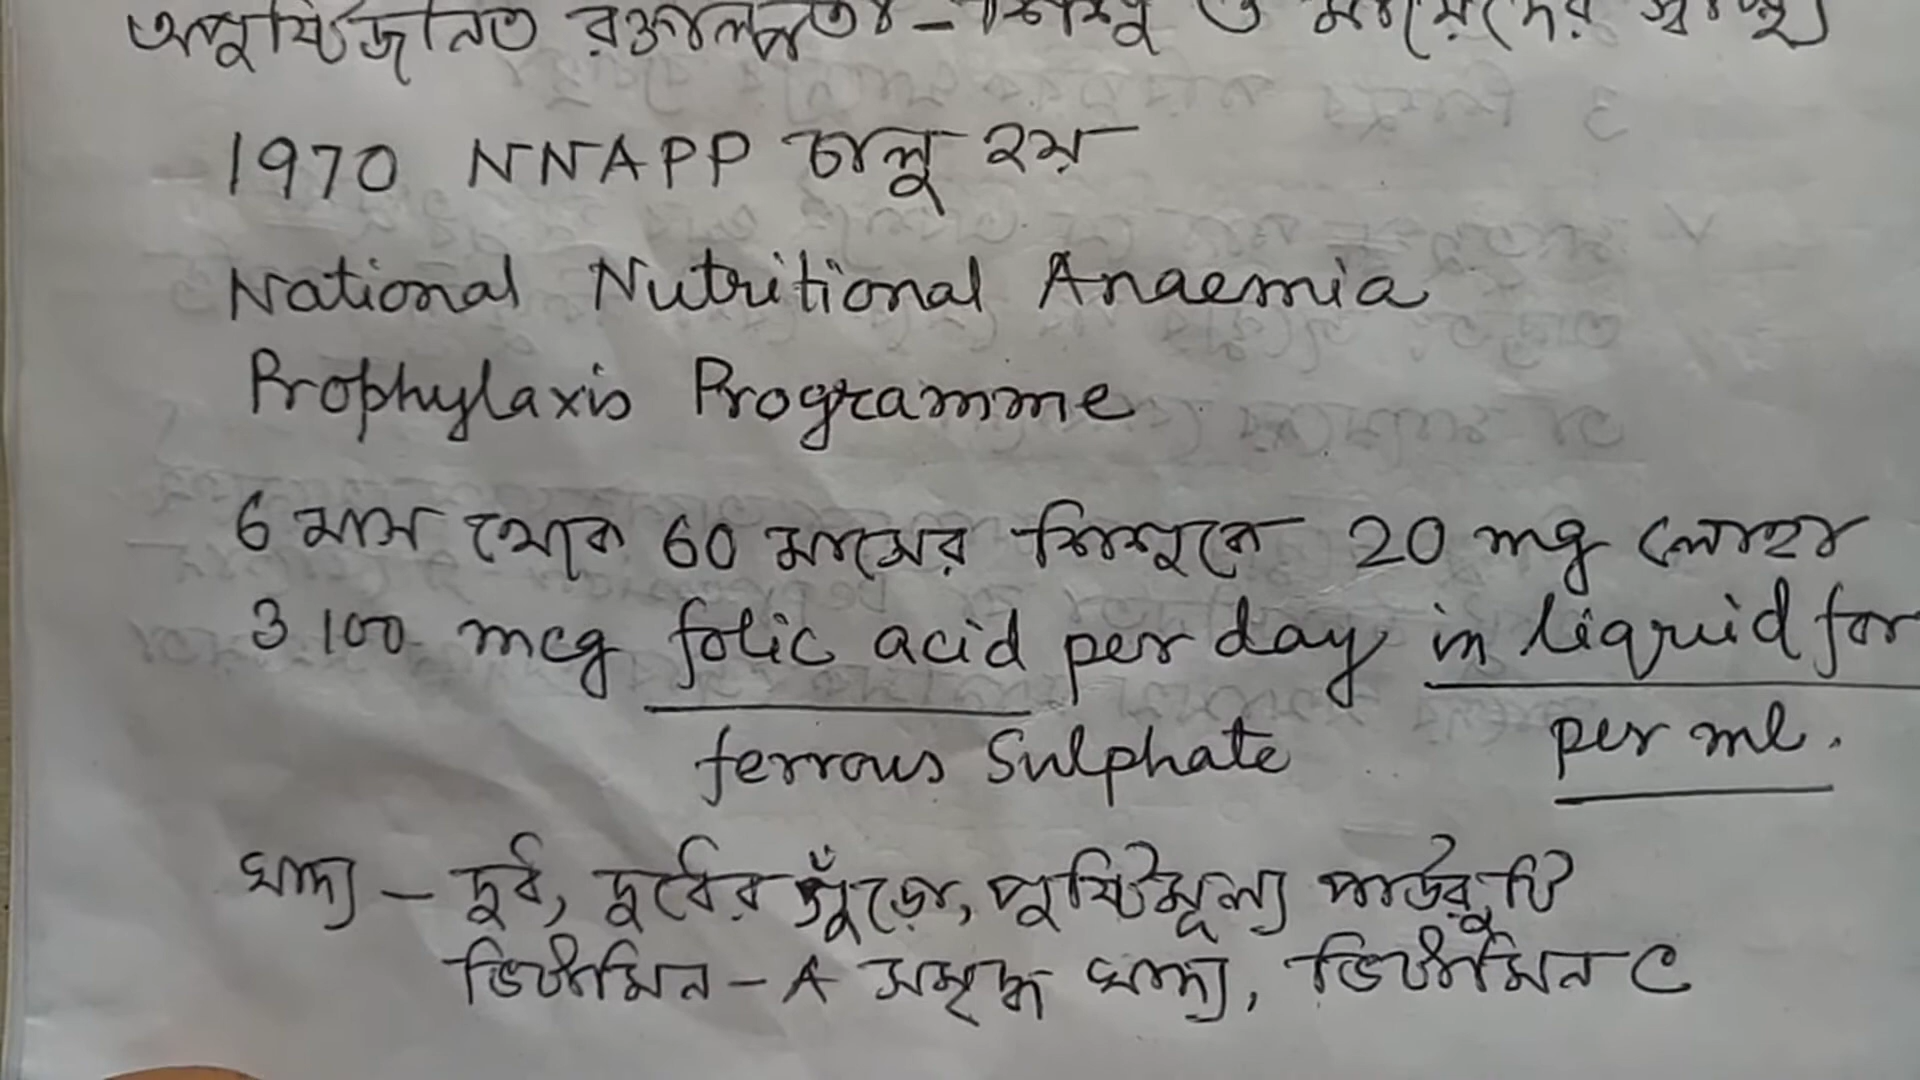 অপুষ্টিজনিত রক্তাল্পতা - শিশু ও মায়েদের স্বাস্থ্য
1970 NNAPP চালু হয়
National Nutritional Anaemia
Prophylaxis Programme
6 মাস থেকে 60 মাসের শিশুকে 20 mg লোহা
ও 100 mcg folic acid per day in liquid for
ferrous Sulphate per ml.
খাদ্য - দুধ, দুধের গুঁড়ো, পুষ্টিমূল্য পাউরুটি
ভিটামিন - A সমৃদ্ধ খাদ্য, ভিটামিন C